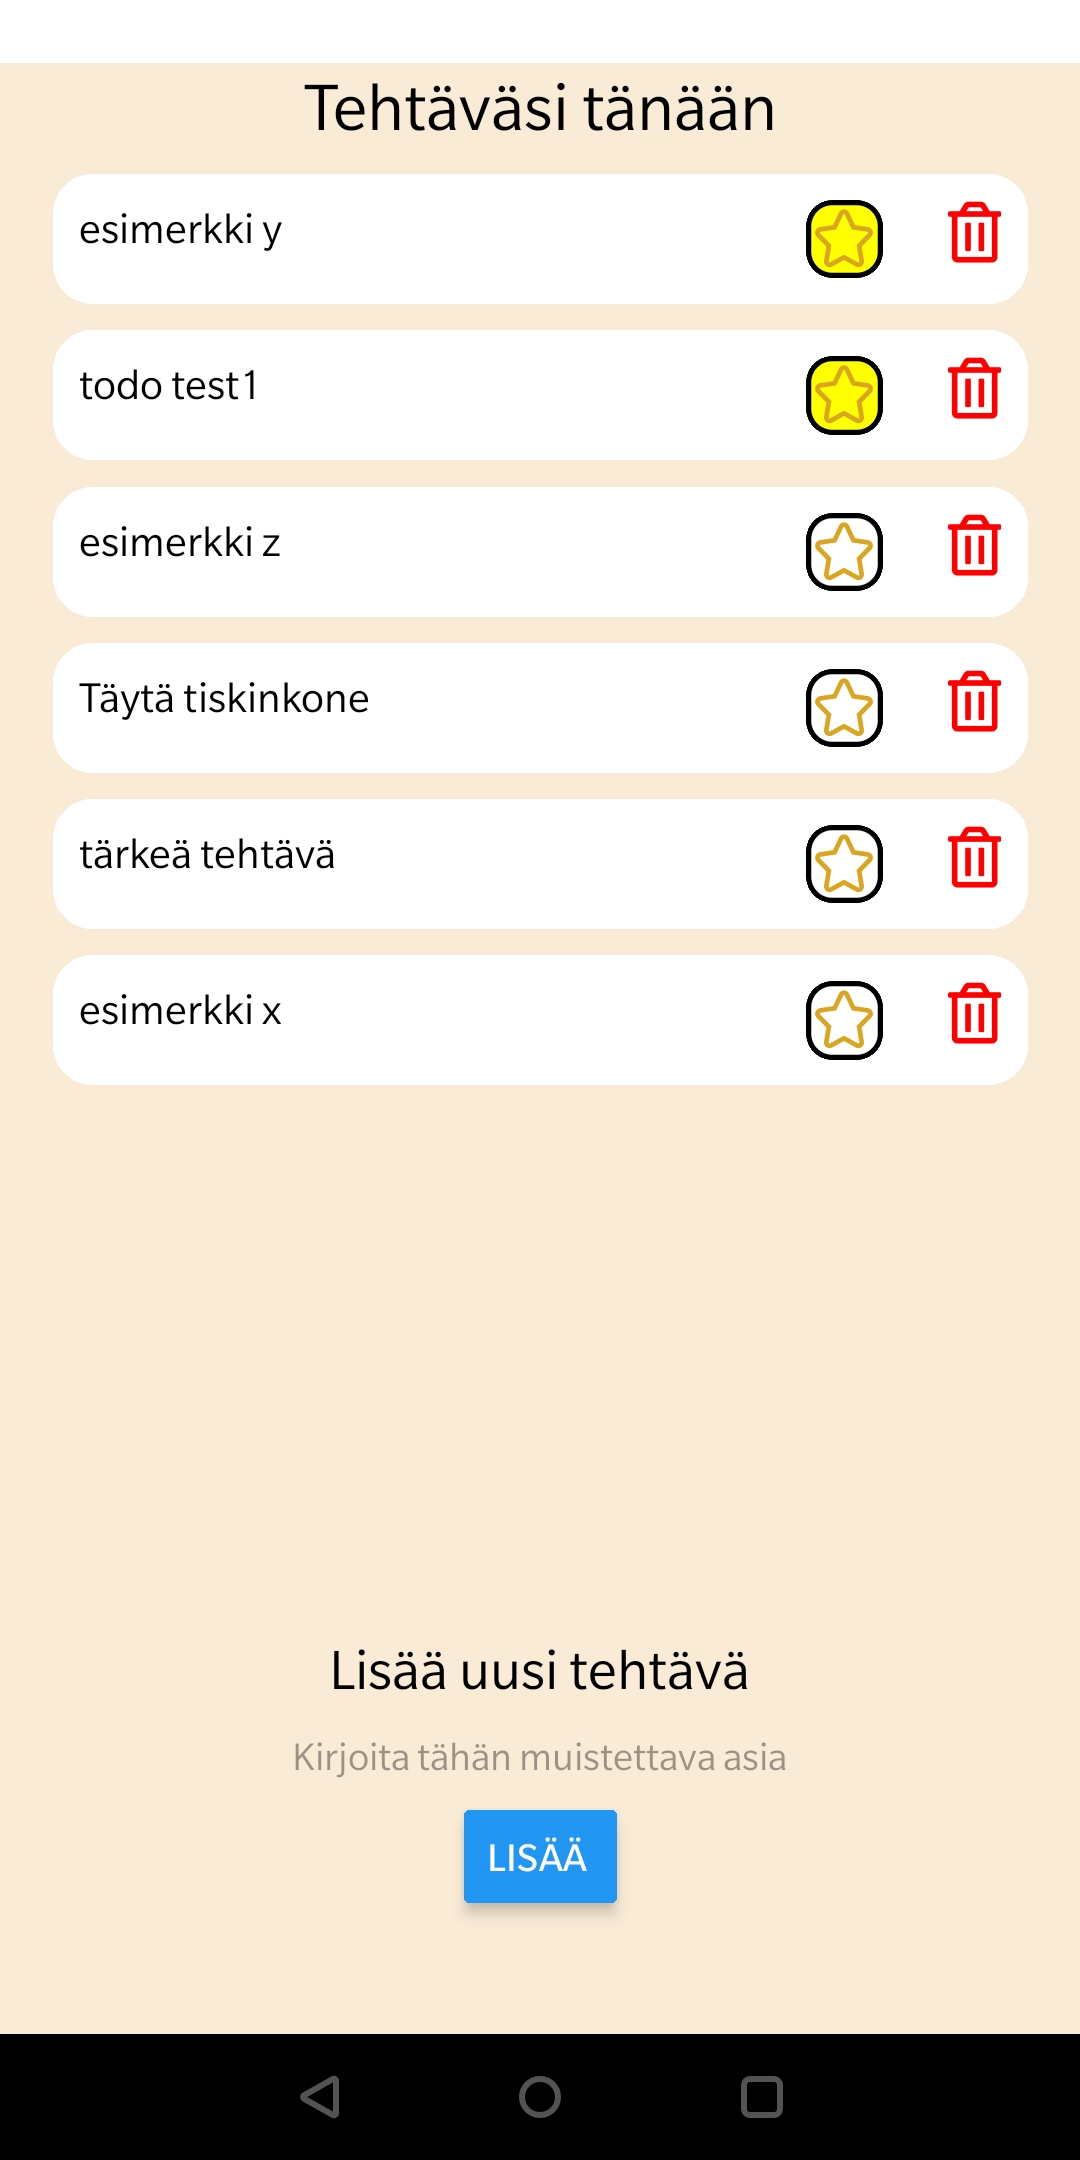 Tehtäväsi tänään
esimerkki y
todo test1
esimerkki z
Täytä tiskinkone
tärkeä tehtävä
esimerkki x
Lisää uusi tehtävä
Kirjoita tähän muistettava asia
LISÄÄ